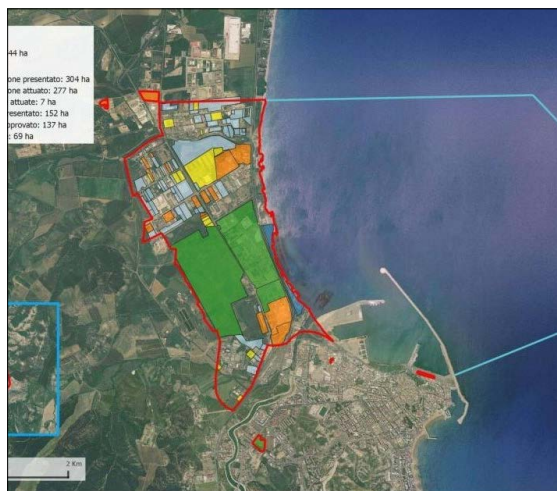 44 ha
one presentato: 304 ha
one attuato: 277 ha
attuate: 7 ha
resentato: 152 ha
pprovato: 137 ha
: 69 ha
2 Km